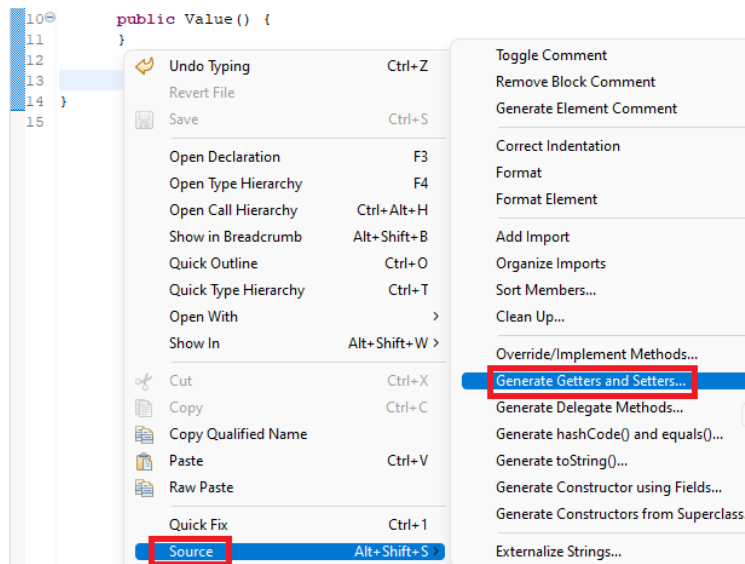 10 public Value() {
11 }
12
13
14 }
15
Undo Typing Ctrl+Z
Revert File
Save Ctrl+S
Open Declaration F3
Open Type Hierarchy F4
Open Call Hierarchy Ctrl+Alt+H
Show in Breadcrumb Alt+Shift+B
Quick Outline Ctrl+O
Quick Type Hierarchy Ctrl+T
Open With >
Show In Alt+Shift+W >
Cut Ctrl+X
Copy Ctrl+C
Copy Qualified Name
Paste Ctrl+V
Raw Paste
Quick Fix Ctrl+1
Source Alt+Shift+S >
Toggle Comment
Remove Block Comment
Generate Element Comment
Correct Indentation
Format
Format Element
Add Import
Organize Imports
Sort Members...
Clean Up...
Override/Implement Methods...
Generate Getters and Setters...
Generate Delegate Methods...
Generate hashCode() and equals()...
Generate toString()...
Generate Constructor using Fields...
Generate Constructors from Superclass
Externalize Strings...